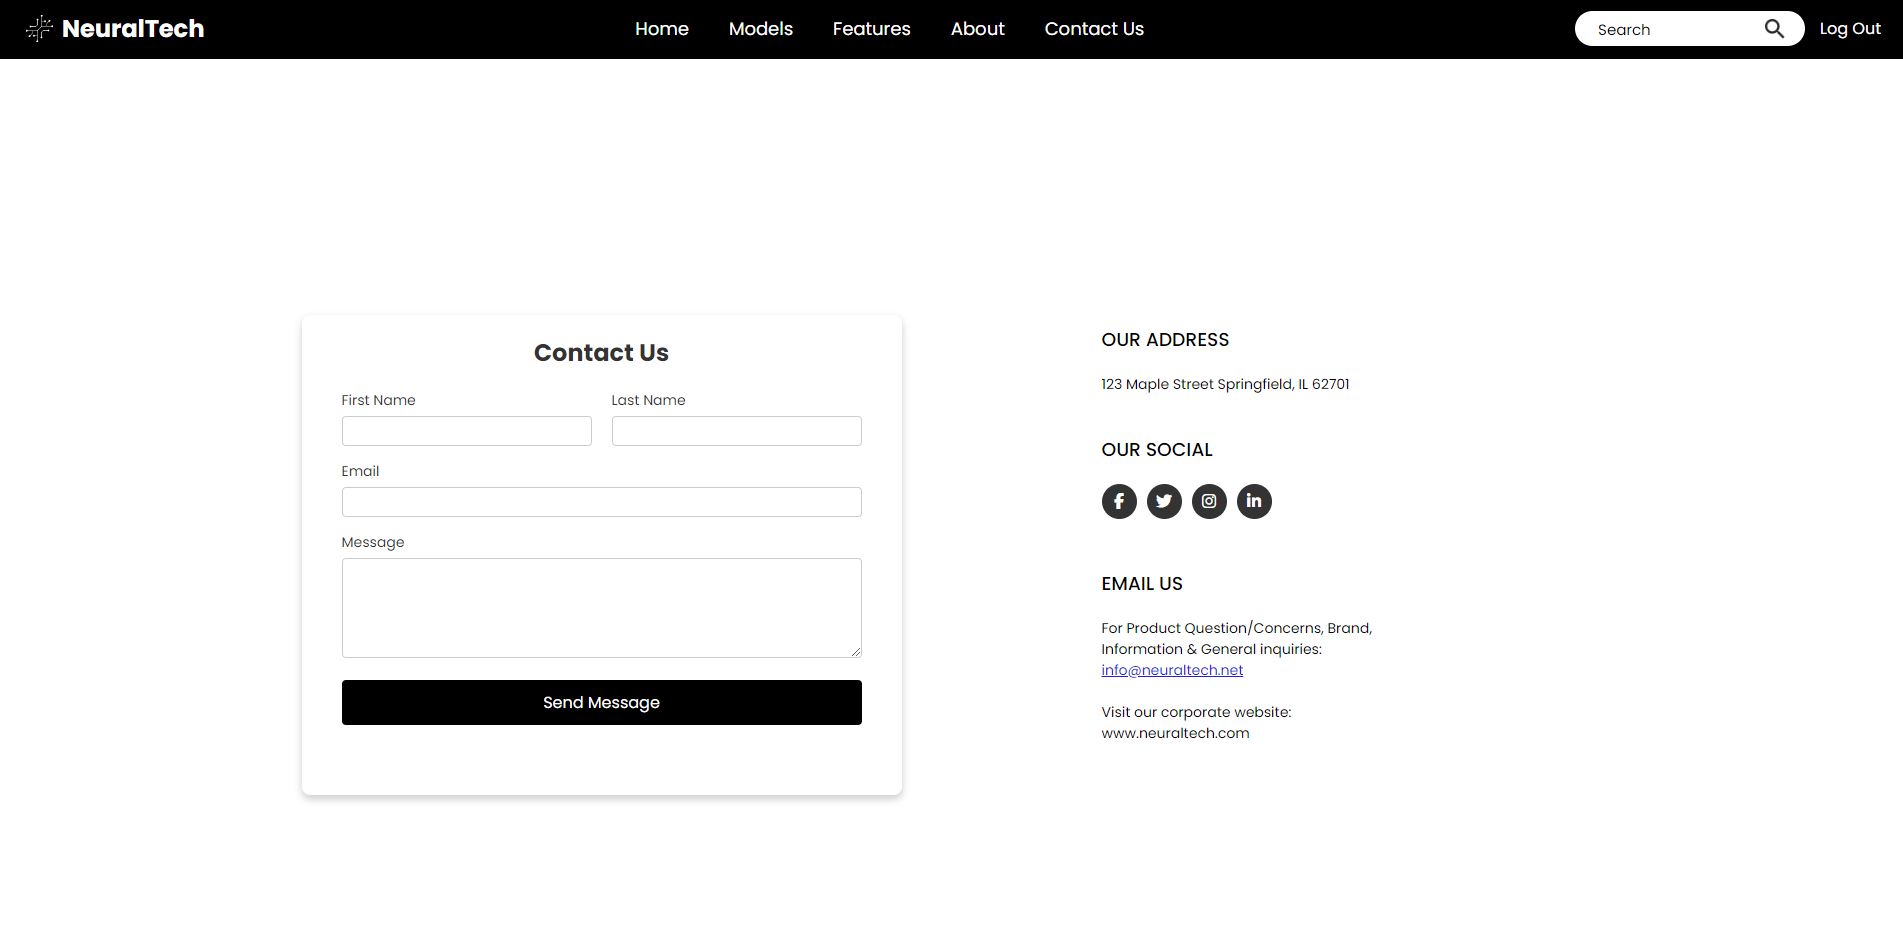 NeuralTech
Home
Models
Features
About
Contact Us
Search
Log Out
Contact Us
First Name
Last Name
Email
Message
Send Message
OUR ADDRESS
123 Maple Street Springfield, IL 62701
OUR SOCIAL
EMAIL US
For Product Question/Concerns, Brand,
Information & General inquiries:
info@neuraltech.net
Visit our corporate website:
www.neuraltech.com